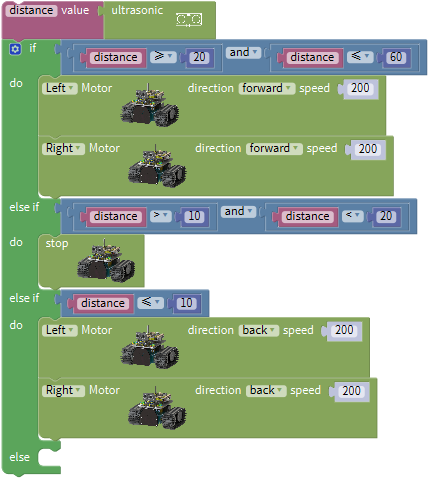 distance value ultrasonic
if distance ≥ 20 and distance ≤ 60
do Left Motor direction forward speed 200
Right Motor direction forward speed 200
else if distance > 10 and distance < 20
do stop
else if distance ≤ 10
do Left Motor direction back speed 200
Right Motor direction back speed 200
else